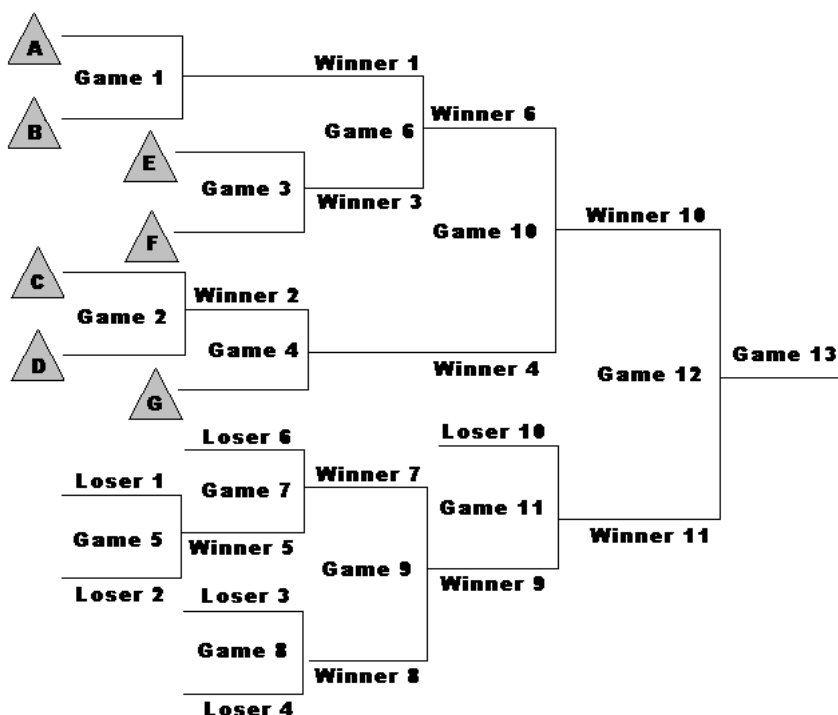 A
Game 1
B
Winner 1
Game 6
Winner 6
E
Game 3
Winner 3
F
Game 10
Winner 10
C
Game 2
Winner 2
D
Game 4
G
Winner 4
Game 12
Game 13
Loser 6
Game 7
Winner 7
Loser 1
Game 5
Winner 5
Loser 2
Game 9
Loser 10
Game 11
Winner 11
Winner 9
Loser 3
Game 8
Winner 8
Loser 4